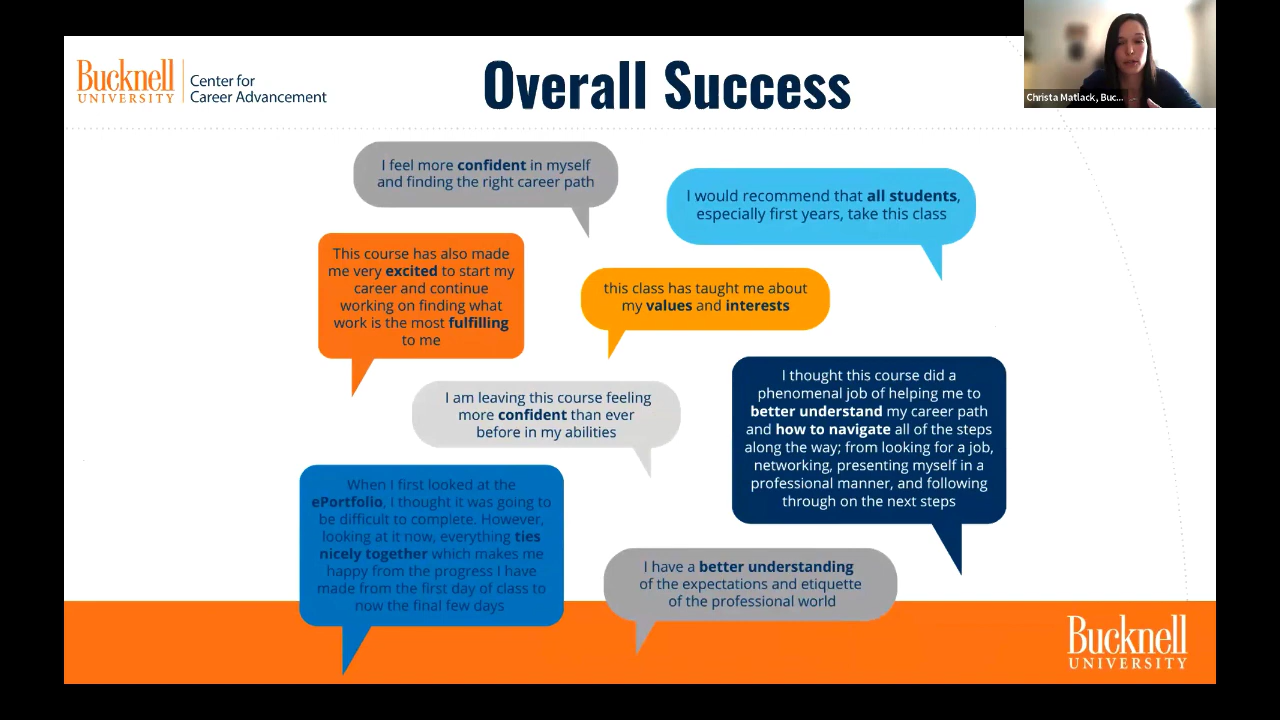 Bucknell
UNIVERSITY
Center for
Career Advancement
Overall Success
Christa Matlack, Buc...
I feel more confident in myself
and finding the right career path
I would recommend that all students,
especially first years, take this class
This course has also made
me very excited to start my
career and continue
working on finding what
work is the most fulfilling
to me
this class has taught me about
my values and interests
I am leaving this course feeling
more confident than ever
before in my abilities
I thought this course did a
phenomenal job of helping me to
better understand my career path
and how to navigate all of the steps
along the way; from looking for a job,
networking, presenting myself in a
professional manner, and following
through on the next steps
When I first looked at the
ePortfolio, I thought it was going to
be difficult to complete. However,
looking at it now, everything ties
nicely together which makes me
happy from the progress I have
made from the first day of class to
now the final few days
I have a better understanding
of the expectations and etiquette
of the professional world
Bucknell
UNIVERSITY